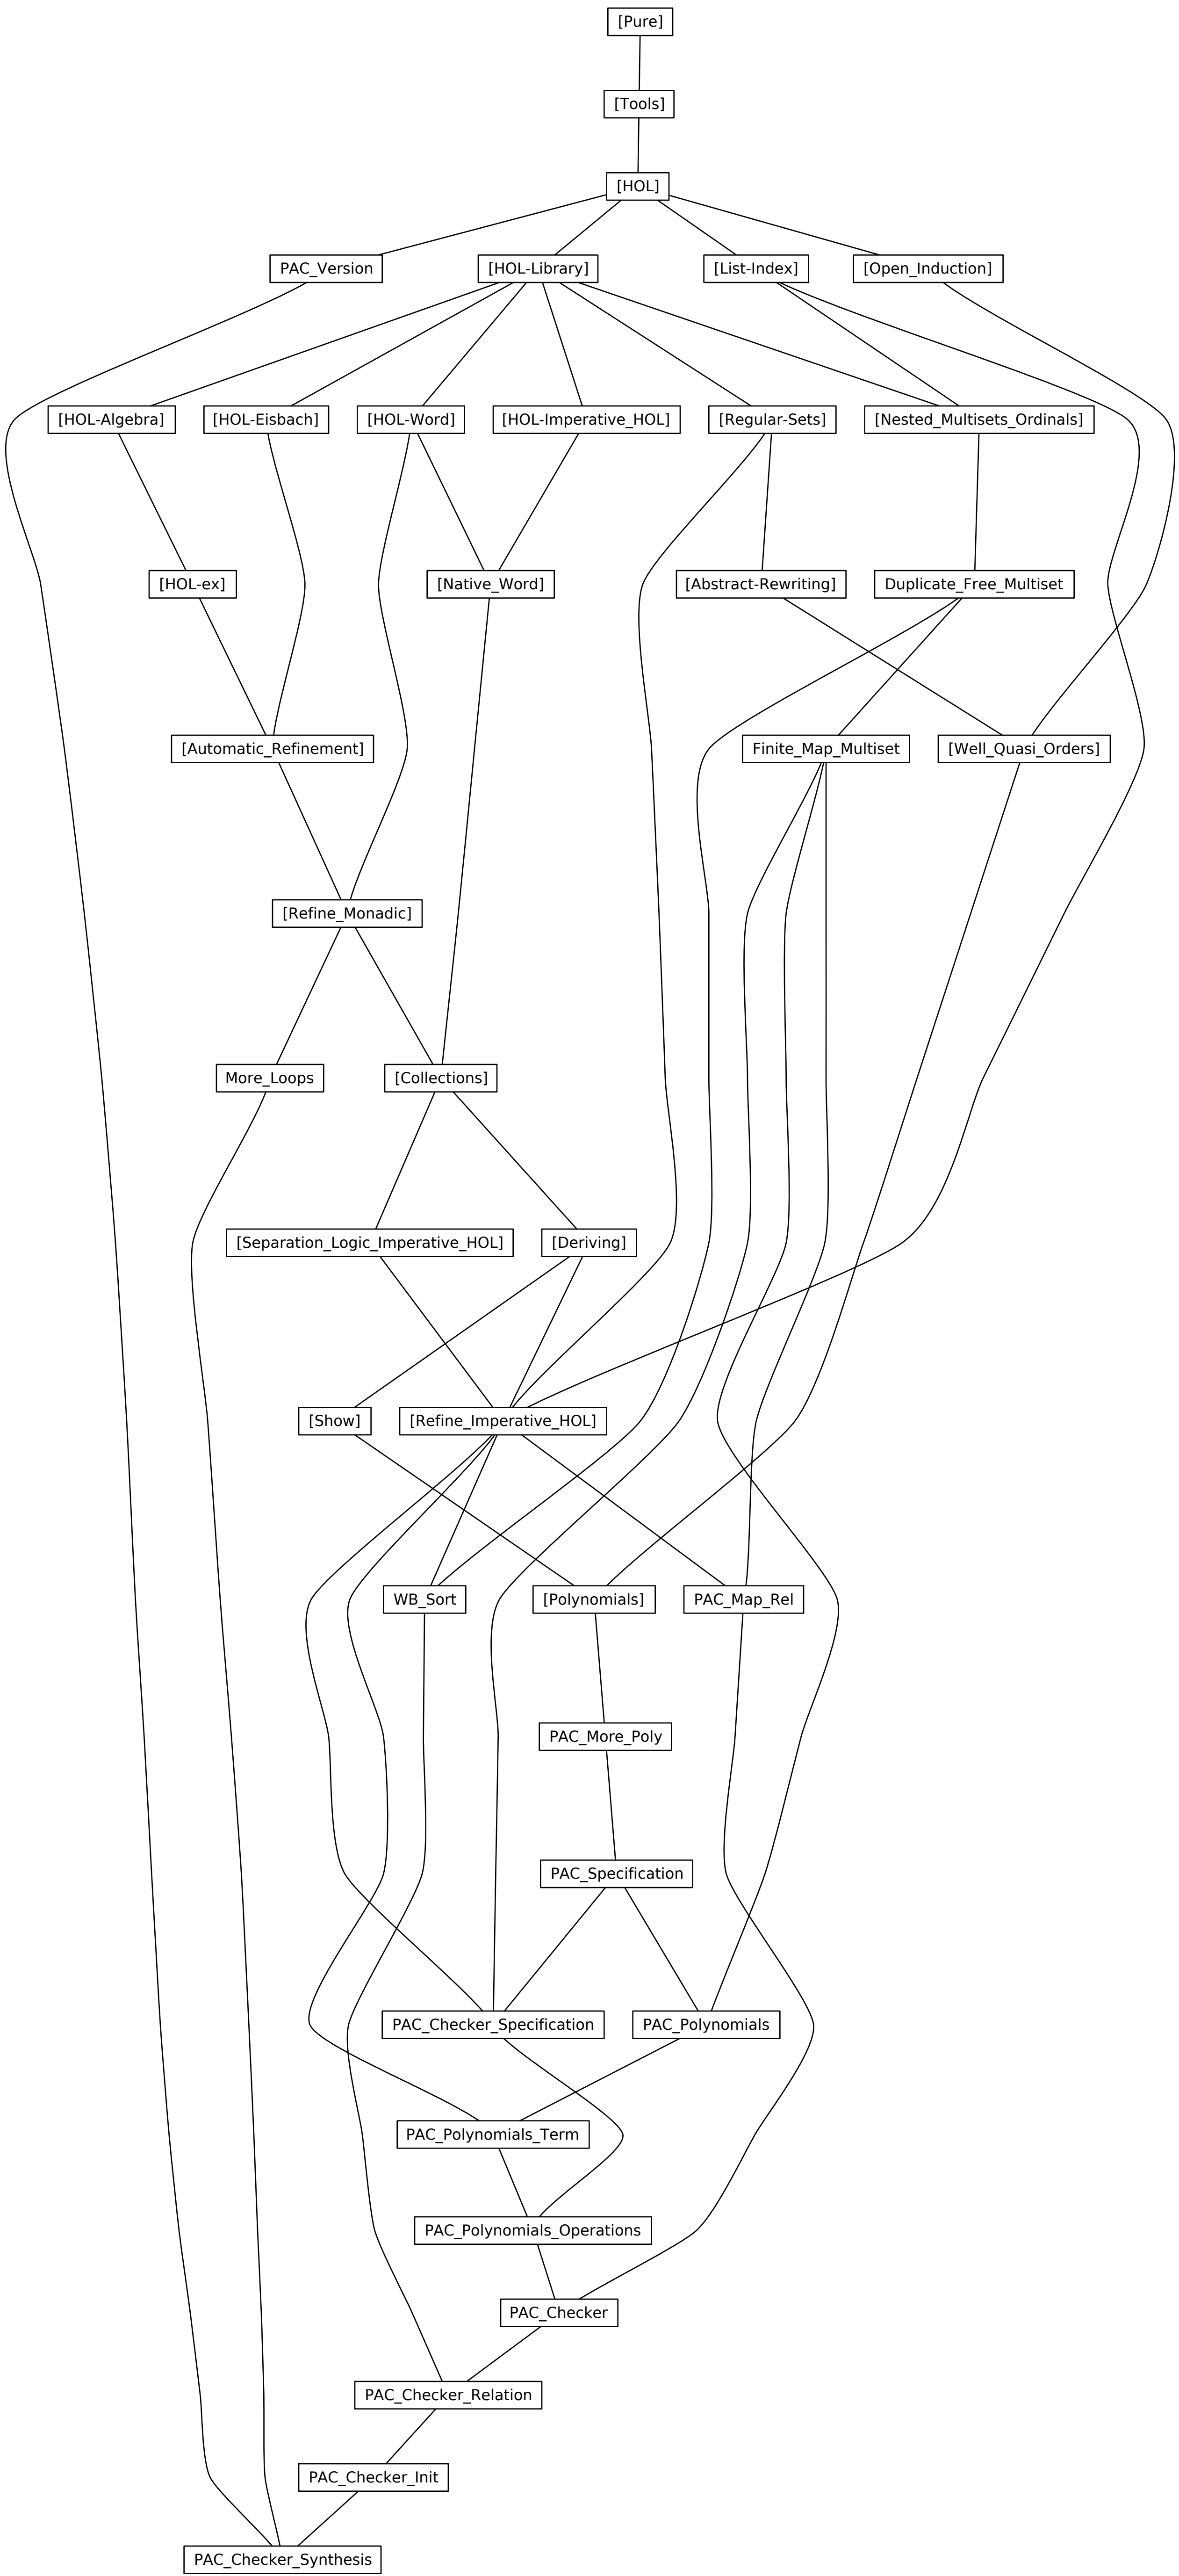 [Pure]
[Tools]
[HOL]
PAC_Version
[HOL-Library]
[List-Index]
[Open_Induction]
[HOL-Algebra]
[HOL-Eisbach]
[HOL-Word]
[HOL-Imperative_HOL]
[Regular-Sets]
[Nested_Multisets_Ordinals]
[HOL-ex]
[Native_Word]
[Abstract-Rewriting]
Duplicate_Free_Multiset
[Automatic_Refinement]
Finite_Map_Multiset
[Well_Quasi_Orders]
[Refine_Monadic]
More_Loops
[Collections]
[Separation_Logic_Imperative_HOL]
[Deriving]
[Show]
[Refine_Imperative_HOL]
WB_Sort
[Polynomials]
PAC_Map_Rel
PAC_More_Poly
PAC_Specification
PAC_Checker_Specification
PAC_Polynomials
PAC_Polynomials_Term
PAC_Polynomials_Operations
PAC_Checker
PAC_Checker_Relation
PAC_Checker_Init
PAC_Checker_Synthesis